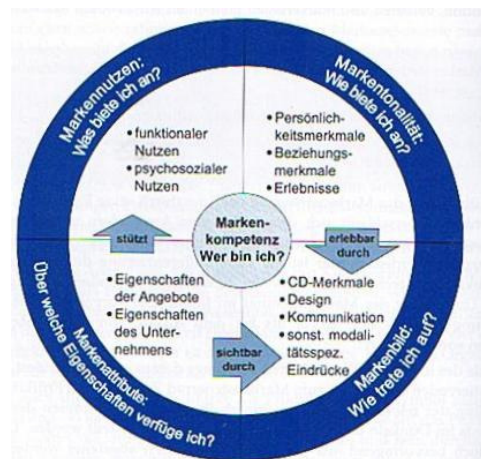 Markennutzen:
Was biete ich an?
Markentonalität:
Wie biete ich an?
• funktionaler
Nutzen
• psychosozialer
Nutzen
• Persönlich-
keitsmerkmale
• Beziehungs-
merkmale
• Erlebnisse
Marken-
kompetenz
Wer bin ich?
stützt
erlebbar
durch
• Eigenschaften
der Angebote
• Eigenschaften
des Unter-
nehmens
sichtbar
durch
• CD-Merkmale
• Design
• Kommunikation
• sonst. modali-
tätsspez.
Eindrücke
Markenattribute:
Über welche Eigenschaften verfüge ich?
Markenbild:
Wie trete ich auf?